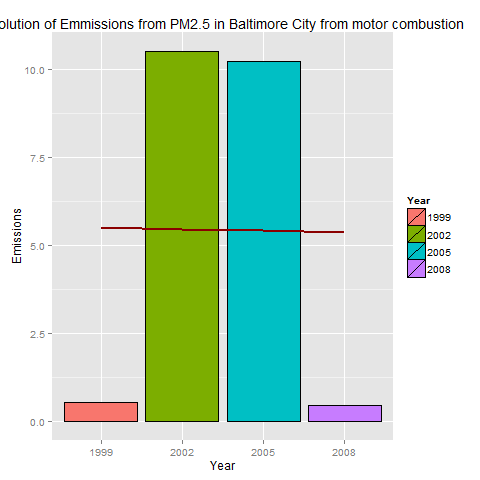 olution of Emmissions from PM2.5 in Baltimore City from motor combustion
10.0
7.5
5.0
2.5
0.0
Emissions
1999 2002 2005 2008
Year
Year
1999
2002
2005
2008